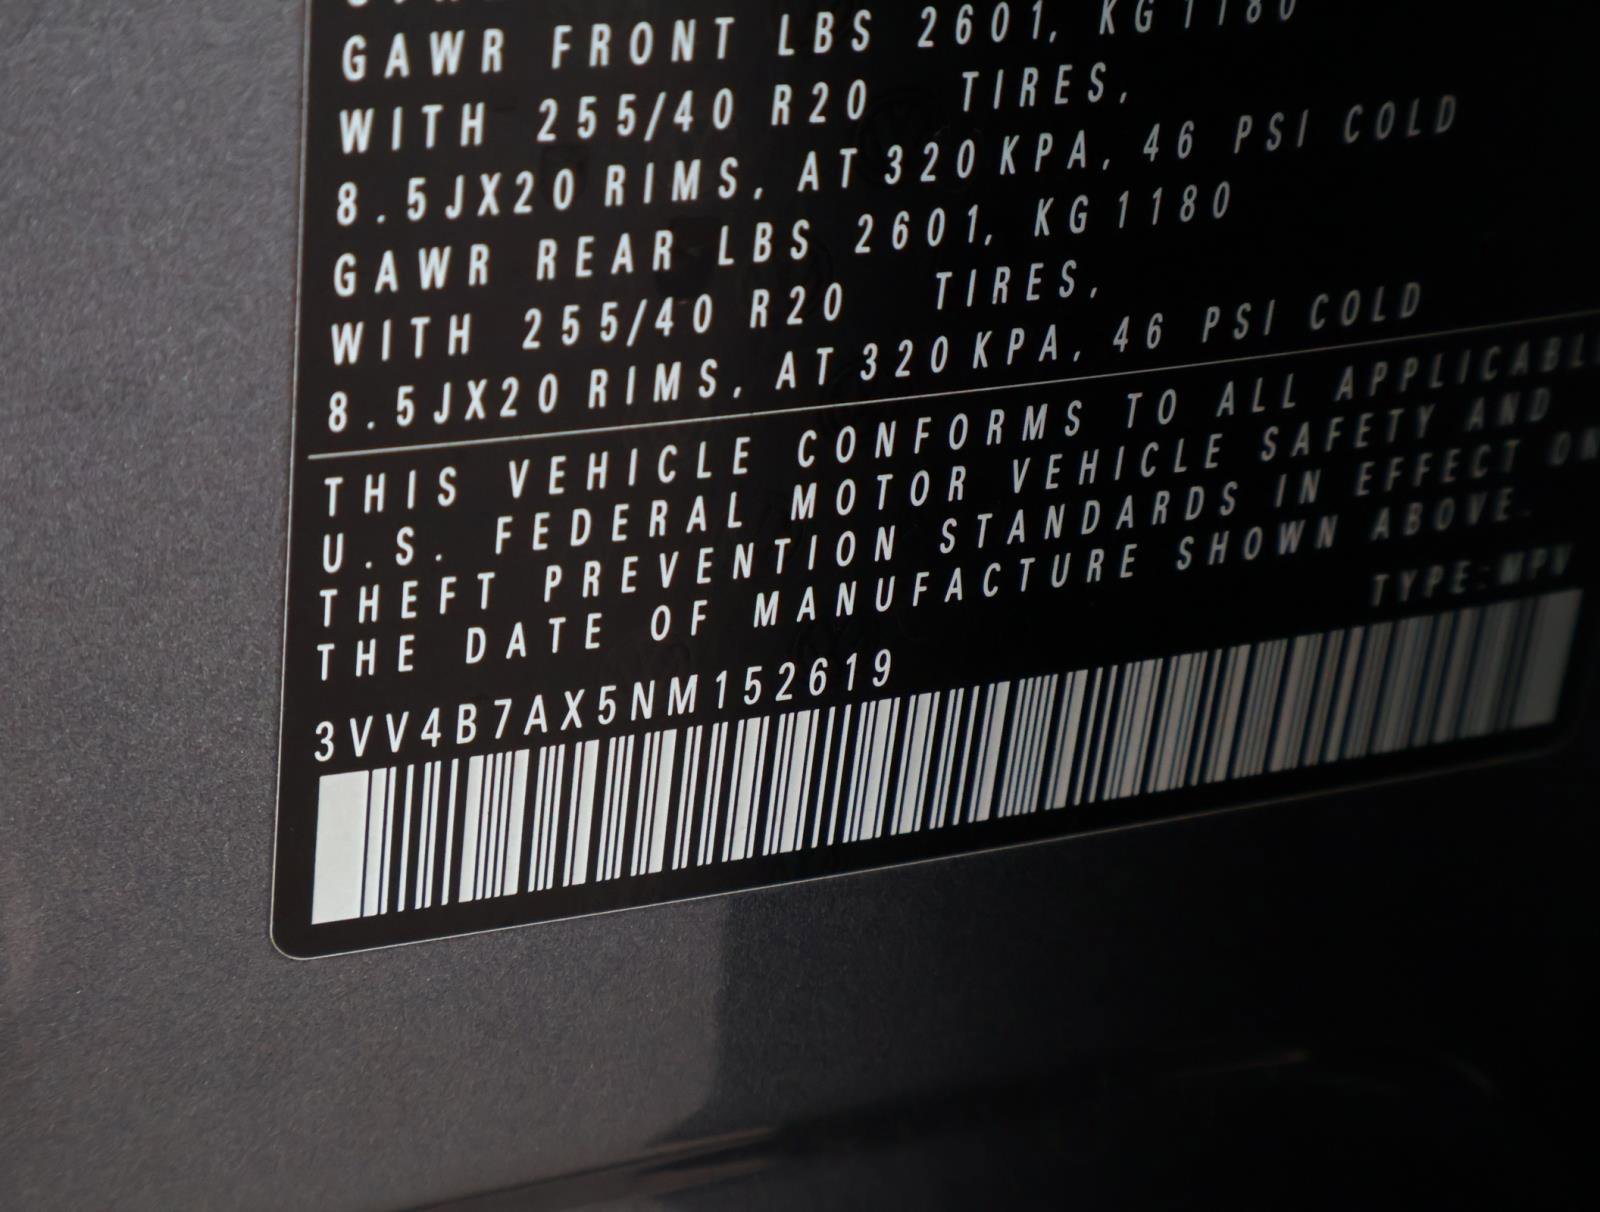 GAWR FRONT LBS 2601, KG 1180
WITH 255/40 R20 TIRES,
8.5JX20 RIMS, AT 320 KPA, 46 PSI COLD
GAWR REAR LBS 2601, KG 1180
WITH 255/40 R20 TIRES,
8.5JX20 RIMS, AT 320 KPA, 46 PSI COLD
THIS VEHICLE CONFORMS TO ALL APPLICABL
U.S. FEDERAL MOTOR VEHICLE SAFETY AND
THEFT PREVENTION STANDARDS IN EFFECT ON
THE DATE OF MANUFACTURE SHOWN ABOVE.
3VV4B7AX5NM152619 TYPE:MPV